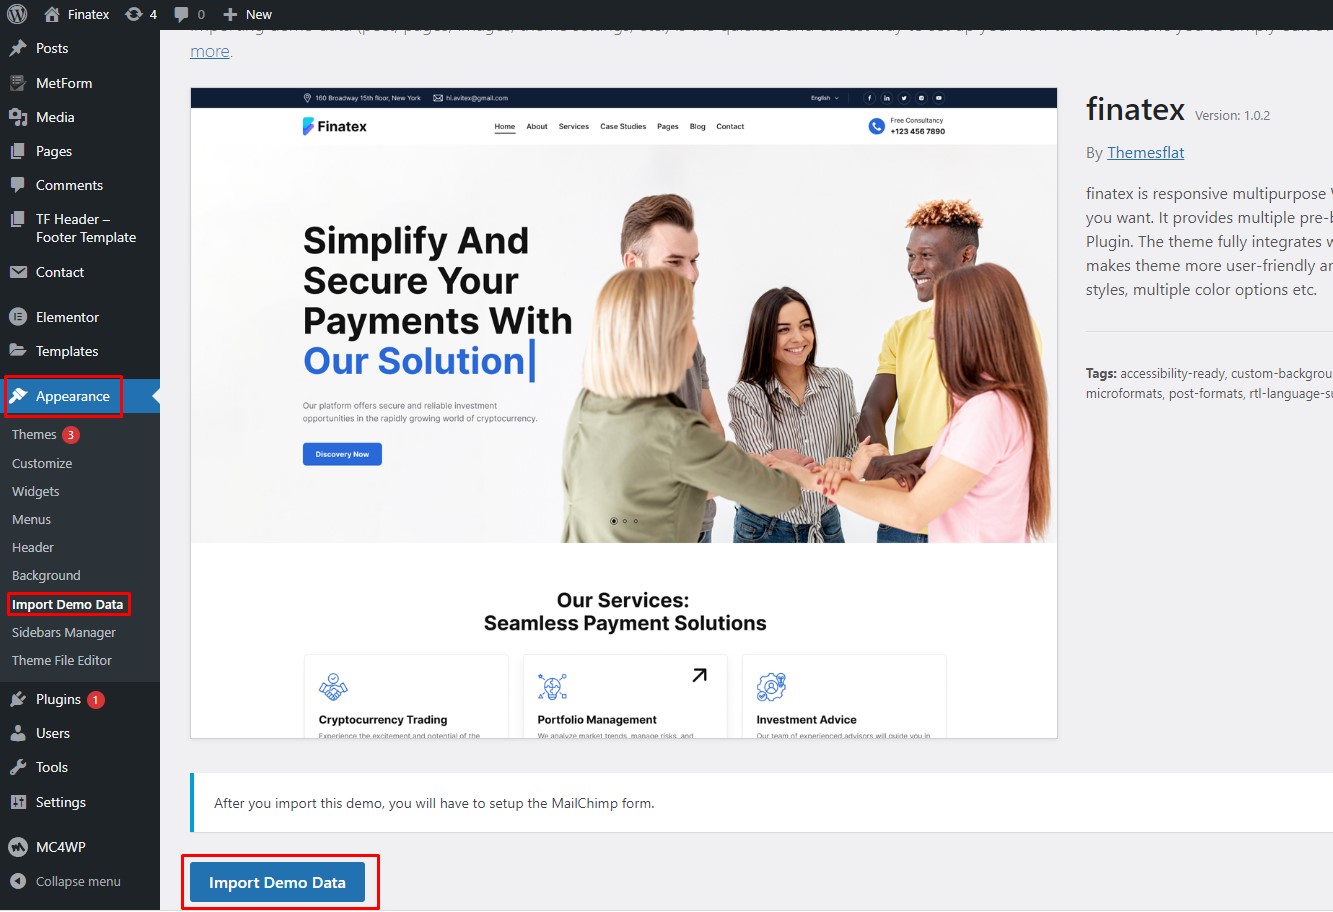 Finatex
4
0
New
Posts
MetForm
Media
Pages
Comments
TF Header –
Footer Template
Contact
Elementor
Templates
Appearance
Themes 3
Customize
Widgets
Menus
Header
Background
Import Demo Data
Sidebars Manager
Theme File Editor
Plugins 1
Users
Tools
Settings
MC4WP
Collapse menu
more.
160 Broadway 15th floor, New York
hi.avitex@gmail.com
English
Finatex
Home About Services Case Studies Pages Blog Contact
Free Consultancy
+123 456 7890
Simplify And
Secure Your
Payments With
Our Solution|
Our platform offers secure and reliable investment
opportunities in the rapidly growing world of cryptocurrency.
Discovery Now
Our Services:
Seamless Payment Solutions
Cryptocurrency Trading
Experience the excitement and potential of the
Portfolio Management
We analyze market trends, manage risks, and
Investment Advice
Our team of experienced advisors will guide you in
finatex Version: 1.0.2
By Themesflat
finatex is responsive multipurpose
you want. It provides multiple pre-b
Plugin. The theme fully integrates w
makes theme more user-friendly an
styles, multiple color options etc.
Tags: accessibility-ready, custom-backgrou
microformats, post-formats, rtl-language-su
After you import this demo, you will have to setup the MailChimp form.
Import Demo Data